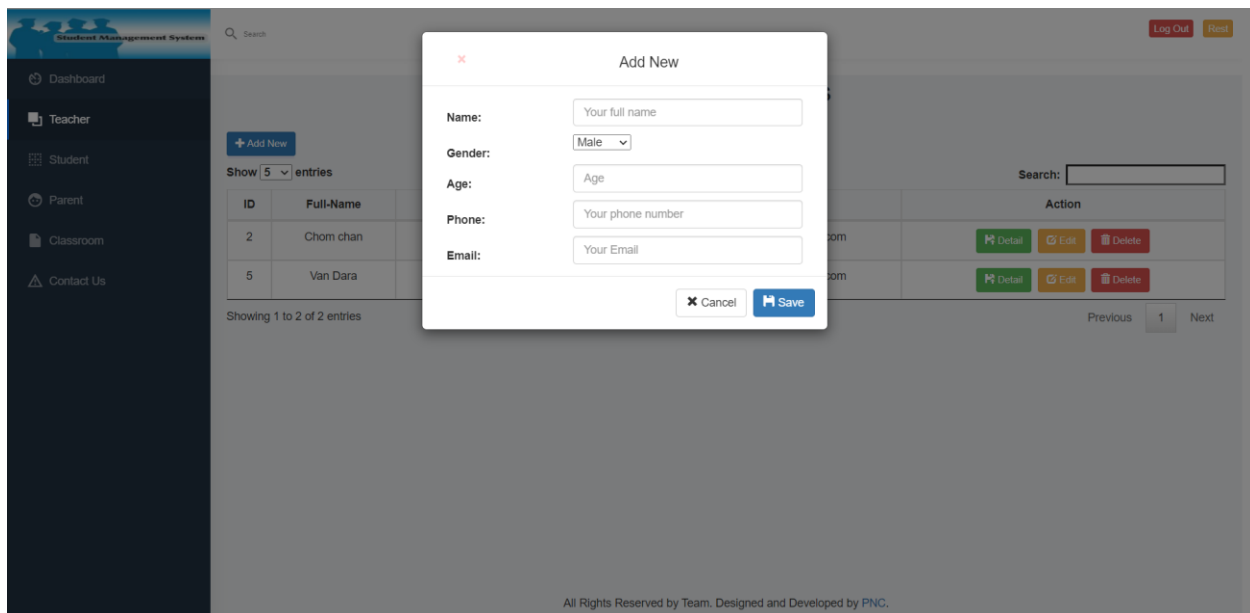 Student Management System
Search
Log Out Rest
Dashboard
Teacher
Student
Parent
Classroom
Contact Us
Add New
Show 5 entries
Search:
ID Full-Name Action
2 Chom chan com Detail Edit Delete
5 Van Dara com Detail Edit Delete
Showing 1 to 2 of 2 entries
Previous 1 Next
Add New
Name: Your full name
Gender: Male
Age: Age
Phone: Your phone number
Email: Your Email
Cancel Save
All Rights Reserved by Team. Designed and Developed by PNC.